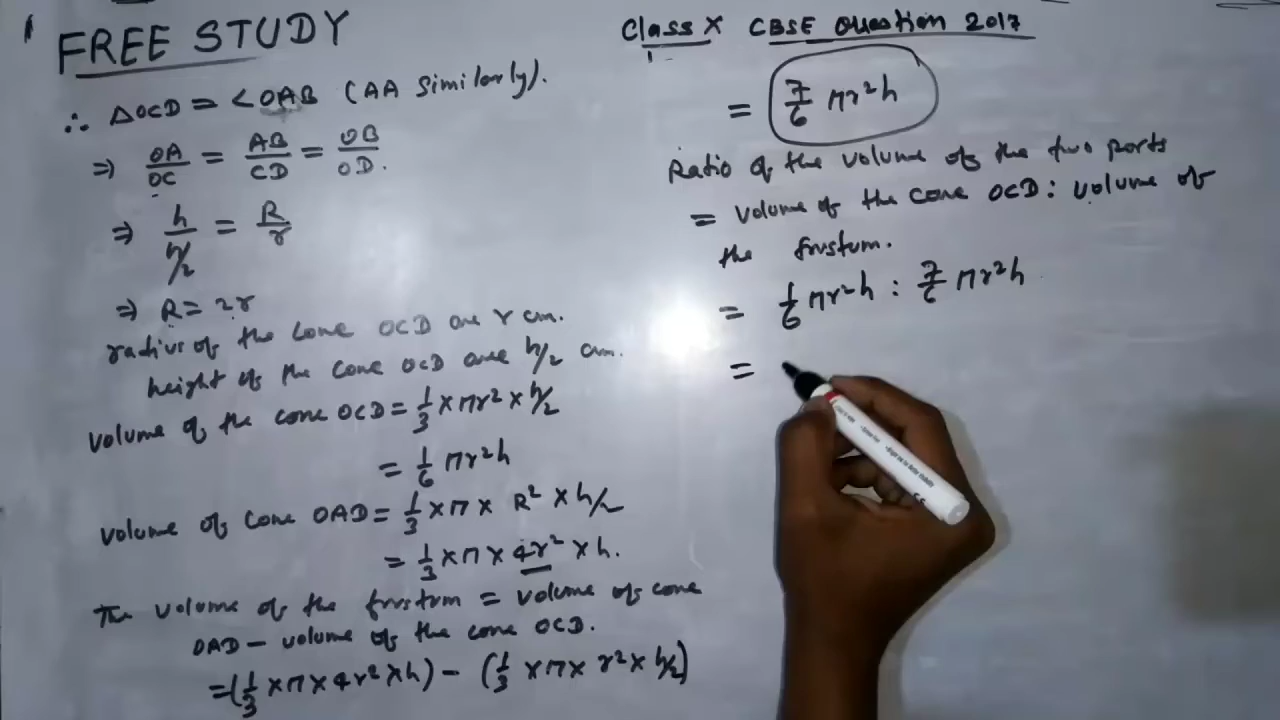 FREE STUDY
∴ △OCD = <OAB (AA Similarly).
⇒ OA/OC = AB/CD = OB/OD.
⇒ h/h/2 = R/r
⇒ R = 2r
radius of the cone OCD are r cm.
height of the cone OCD are h/2 cm.
volume of the cone OCD = 1/3 × πr² × h/2
= 1/6 πr²h
volume of cone OAD = 1/3 × π × R² × h/2
= 1/3 × π × 4r² × h.
The volume of the frustum = volume of cone
OAD – volume of the cone OCD.
= (1/3 × π × 4r² × h) – (1/3 × π × r² × h/2)
Class X CBSE Question 2017
= 7/6 πr²h
Ratio of the volume of the two parts
= volume of the cone OCD : volume of
the frustum.
= 1/6 πr²h : 7/6 πr²h
=